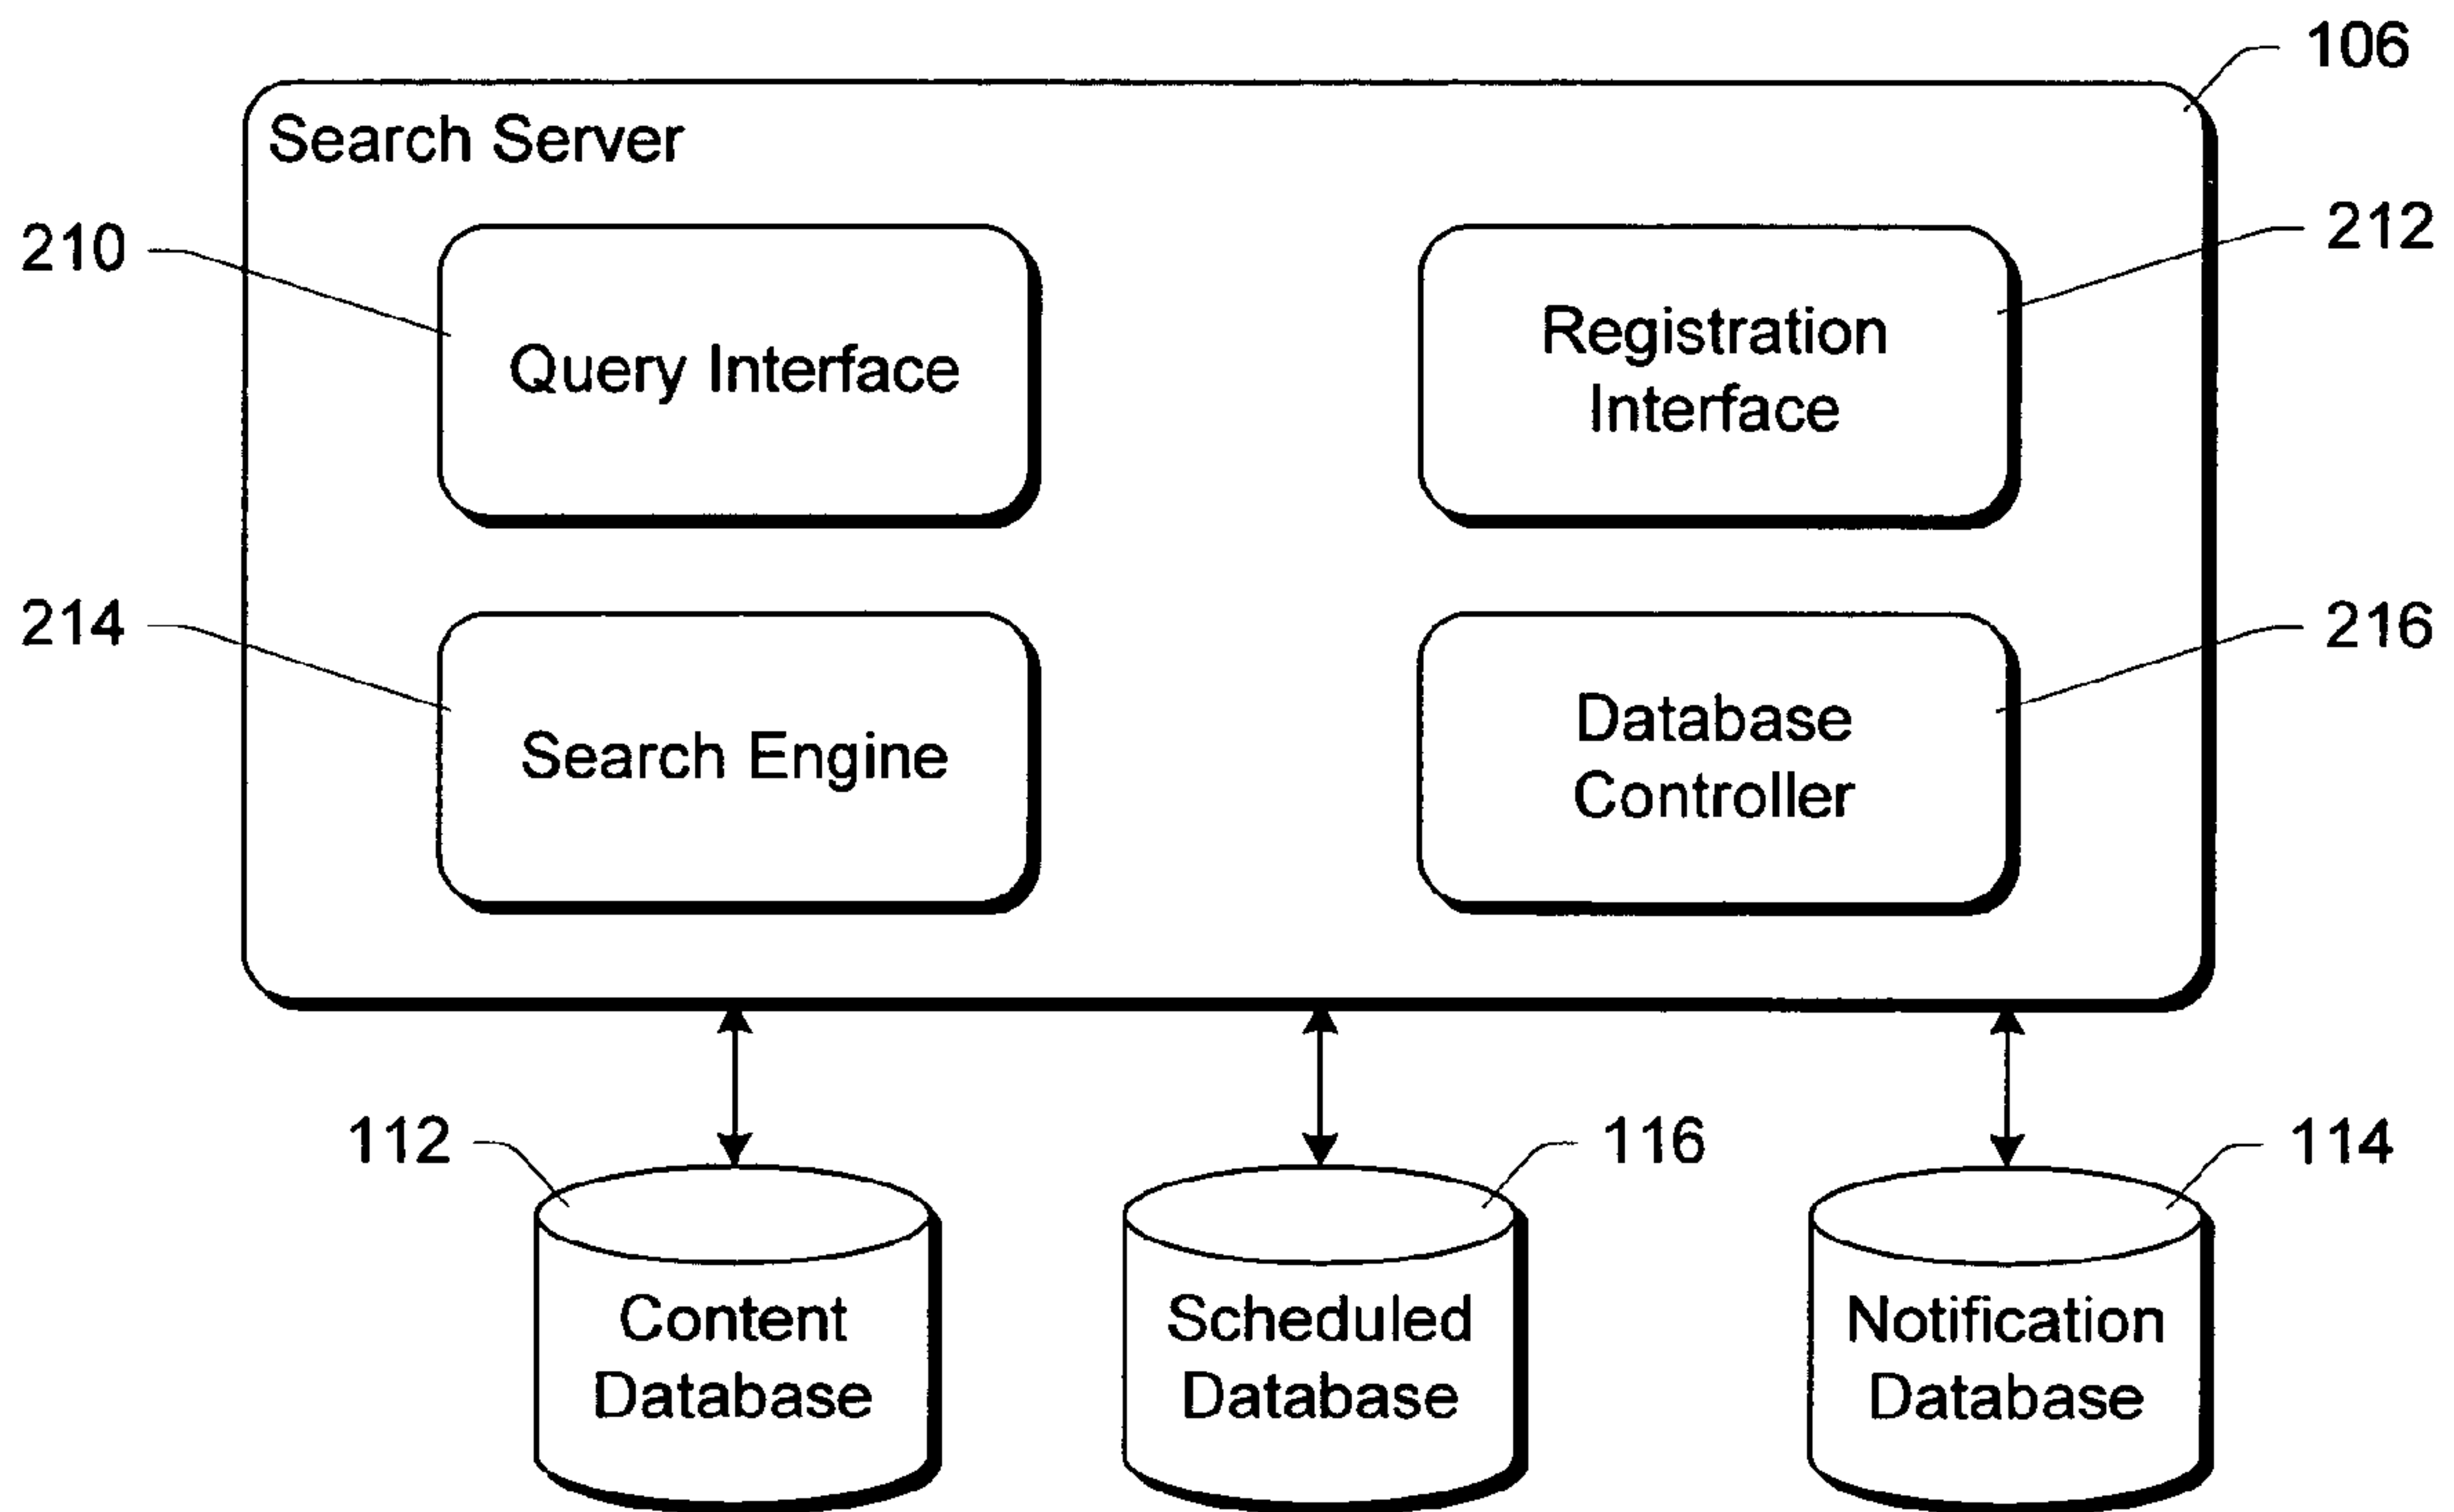 106
Search Server
210
212
Query Interface
Registration
Interface
214
216
Search Engine
Database
Controller
112
116
114
Content
Database
Scheduled
Database
Notification
Database